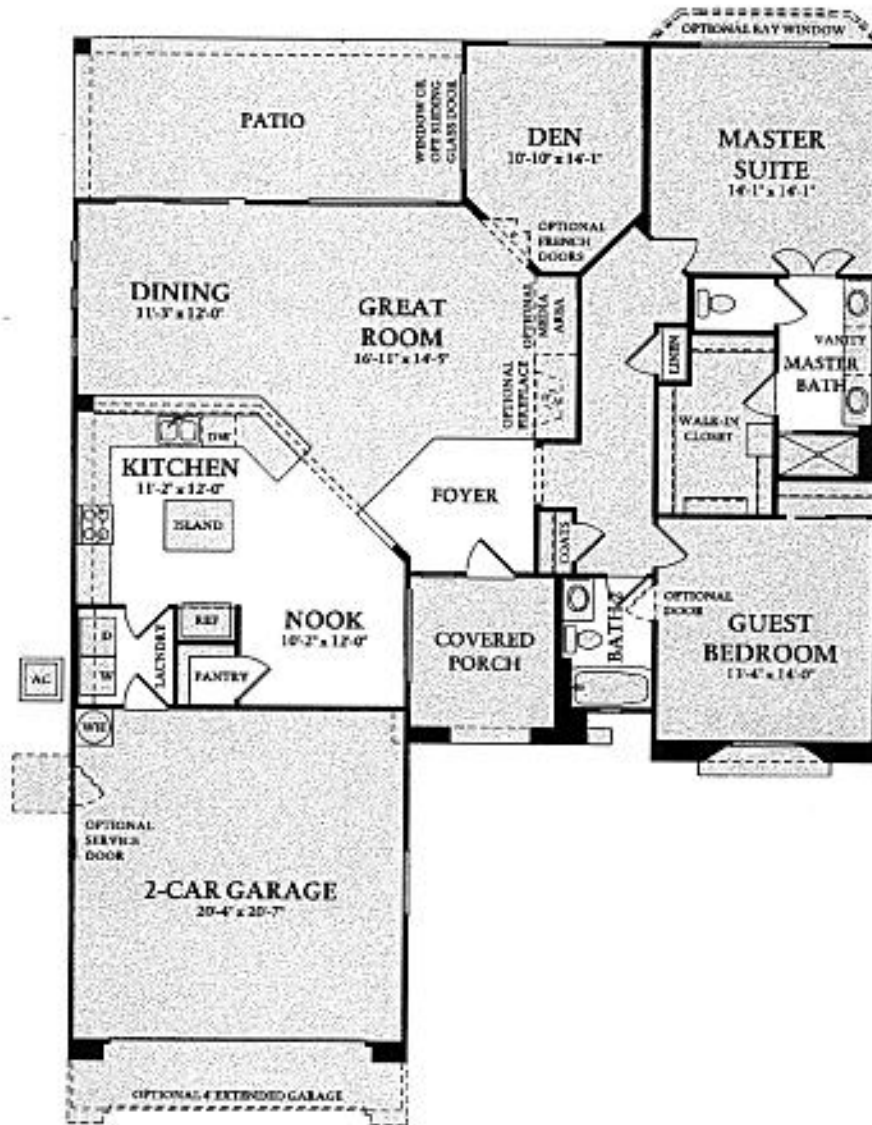 OPTIONAL BAY WINDOW
PATIO
WINDOW OR
OPT SLIDING
GLASS DOOR
DEN
10'-10" x 14'-1"
MASTER
SUITE
14'-1" x 14'-1"
OPTIONAL
FRENCH
DOORS
DINING
11'-3" x 12'-0"
GREAT
ROOM
16'-11" x 14'-9"
OPTIONAL
MEDIA
AREA
OPTIONAL
FIREPLACE
LINEN
VANITY
MASTER
BATH
WALK-IN
CLOSET
DW
KITCHEN
11'-2" x 12'-0"
ISLAND
FOYER
COATS
REF
NOOK
10'-2" x 12'-0"
D
W
LAUNDRY
PANTRY
AC
COVERED
PORCH
BATH 2
OPTIONAL
DOOR
GUEST
BEDROOM
11'-4" x 14'-0"
WH
OPTIONAL
SERVICE
DOOR
2-CAR GARAGE
20'-4" x 20'-7"
OPTIONAL 4' EXTENDED GARAGE